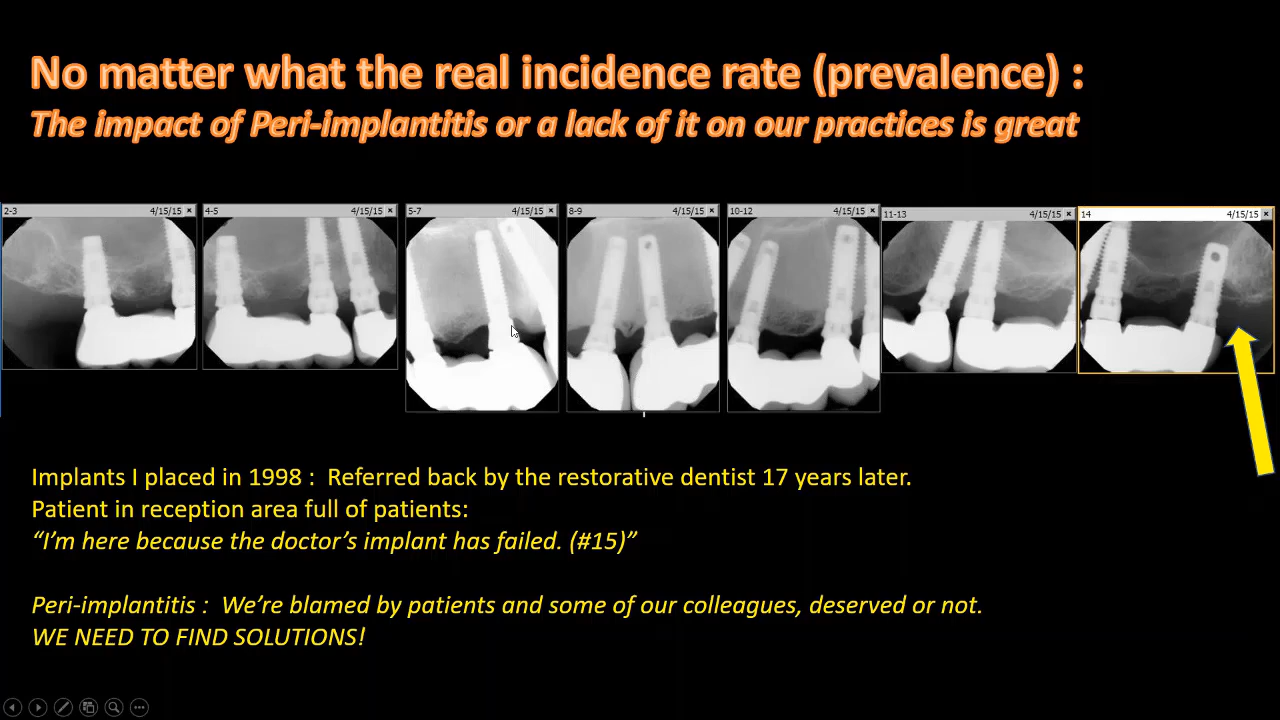 No matter what the real incidence rate (prevalence) :
The impact of Peri-implantitis or a lack of it on our practices is great
2-3 4/15/15 ×
4-5 4/15/15 ×
5-7 4/15/15 ×
8-9 4/15/15 ×
10-12 4/15/15 ×
11-13 4/15/15 ×
14 4/15/15 ×
Implants I placed in 1998 : Referred back by the restorative dentist 17 years later.
Patient in reception area full of patients:
“I’m here because the doctor’s implant has failed. (#15)”
Peri-implantitis : We’re blamed by patients and some of our colleagues, deserved or not.
WE NEED TO FIND SOLUTIONS!